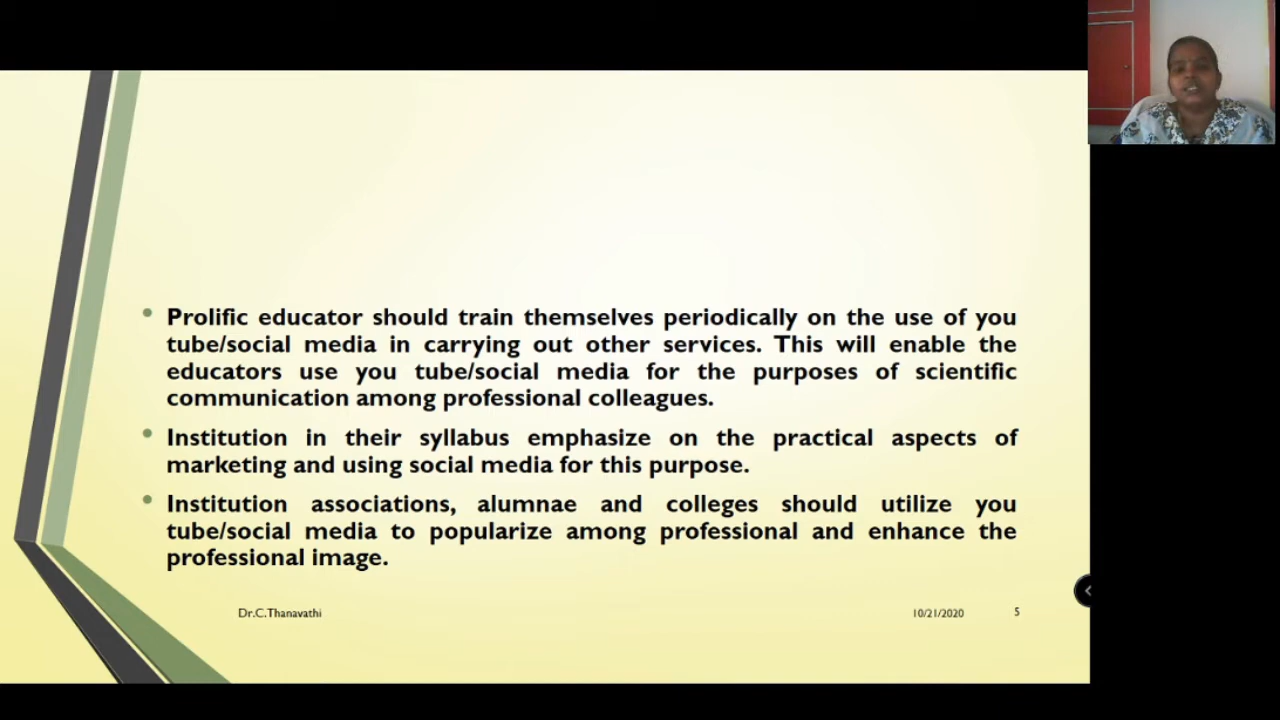 Prolific educator should train themselves periodically on the use of you
tube/social media in carrying out other services. This will enable the
educators use you tube/social media for the purposes of scientific
communication among professional colleagues.
Institution in their syllabus emphasize on the practical aspects of
marketing and using social media for this purpose.
Institution associations, alumnae and colleges should utilize you
tube/social media to popularize among professional and enhance the
professional image.
Dr.C.Thanavathi 10/21/2020 5